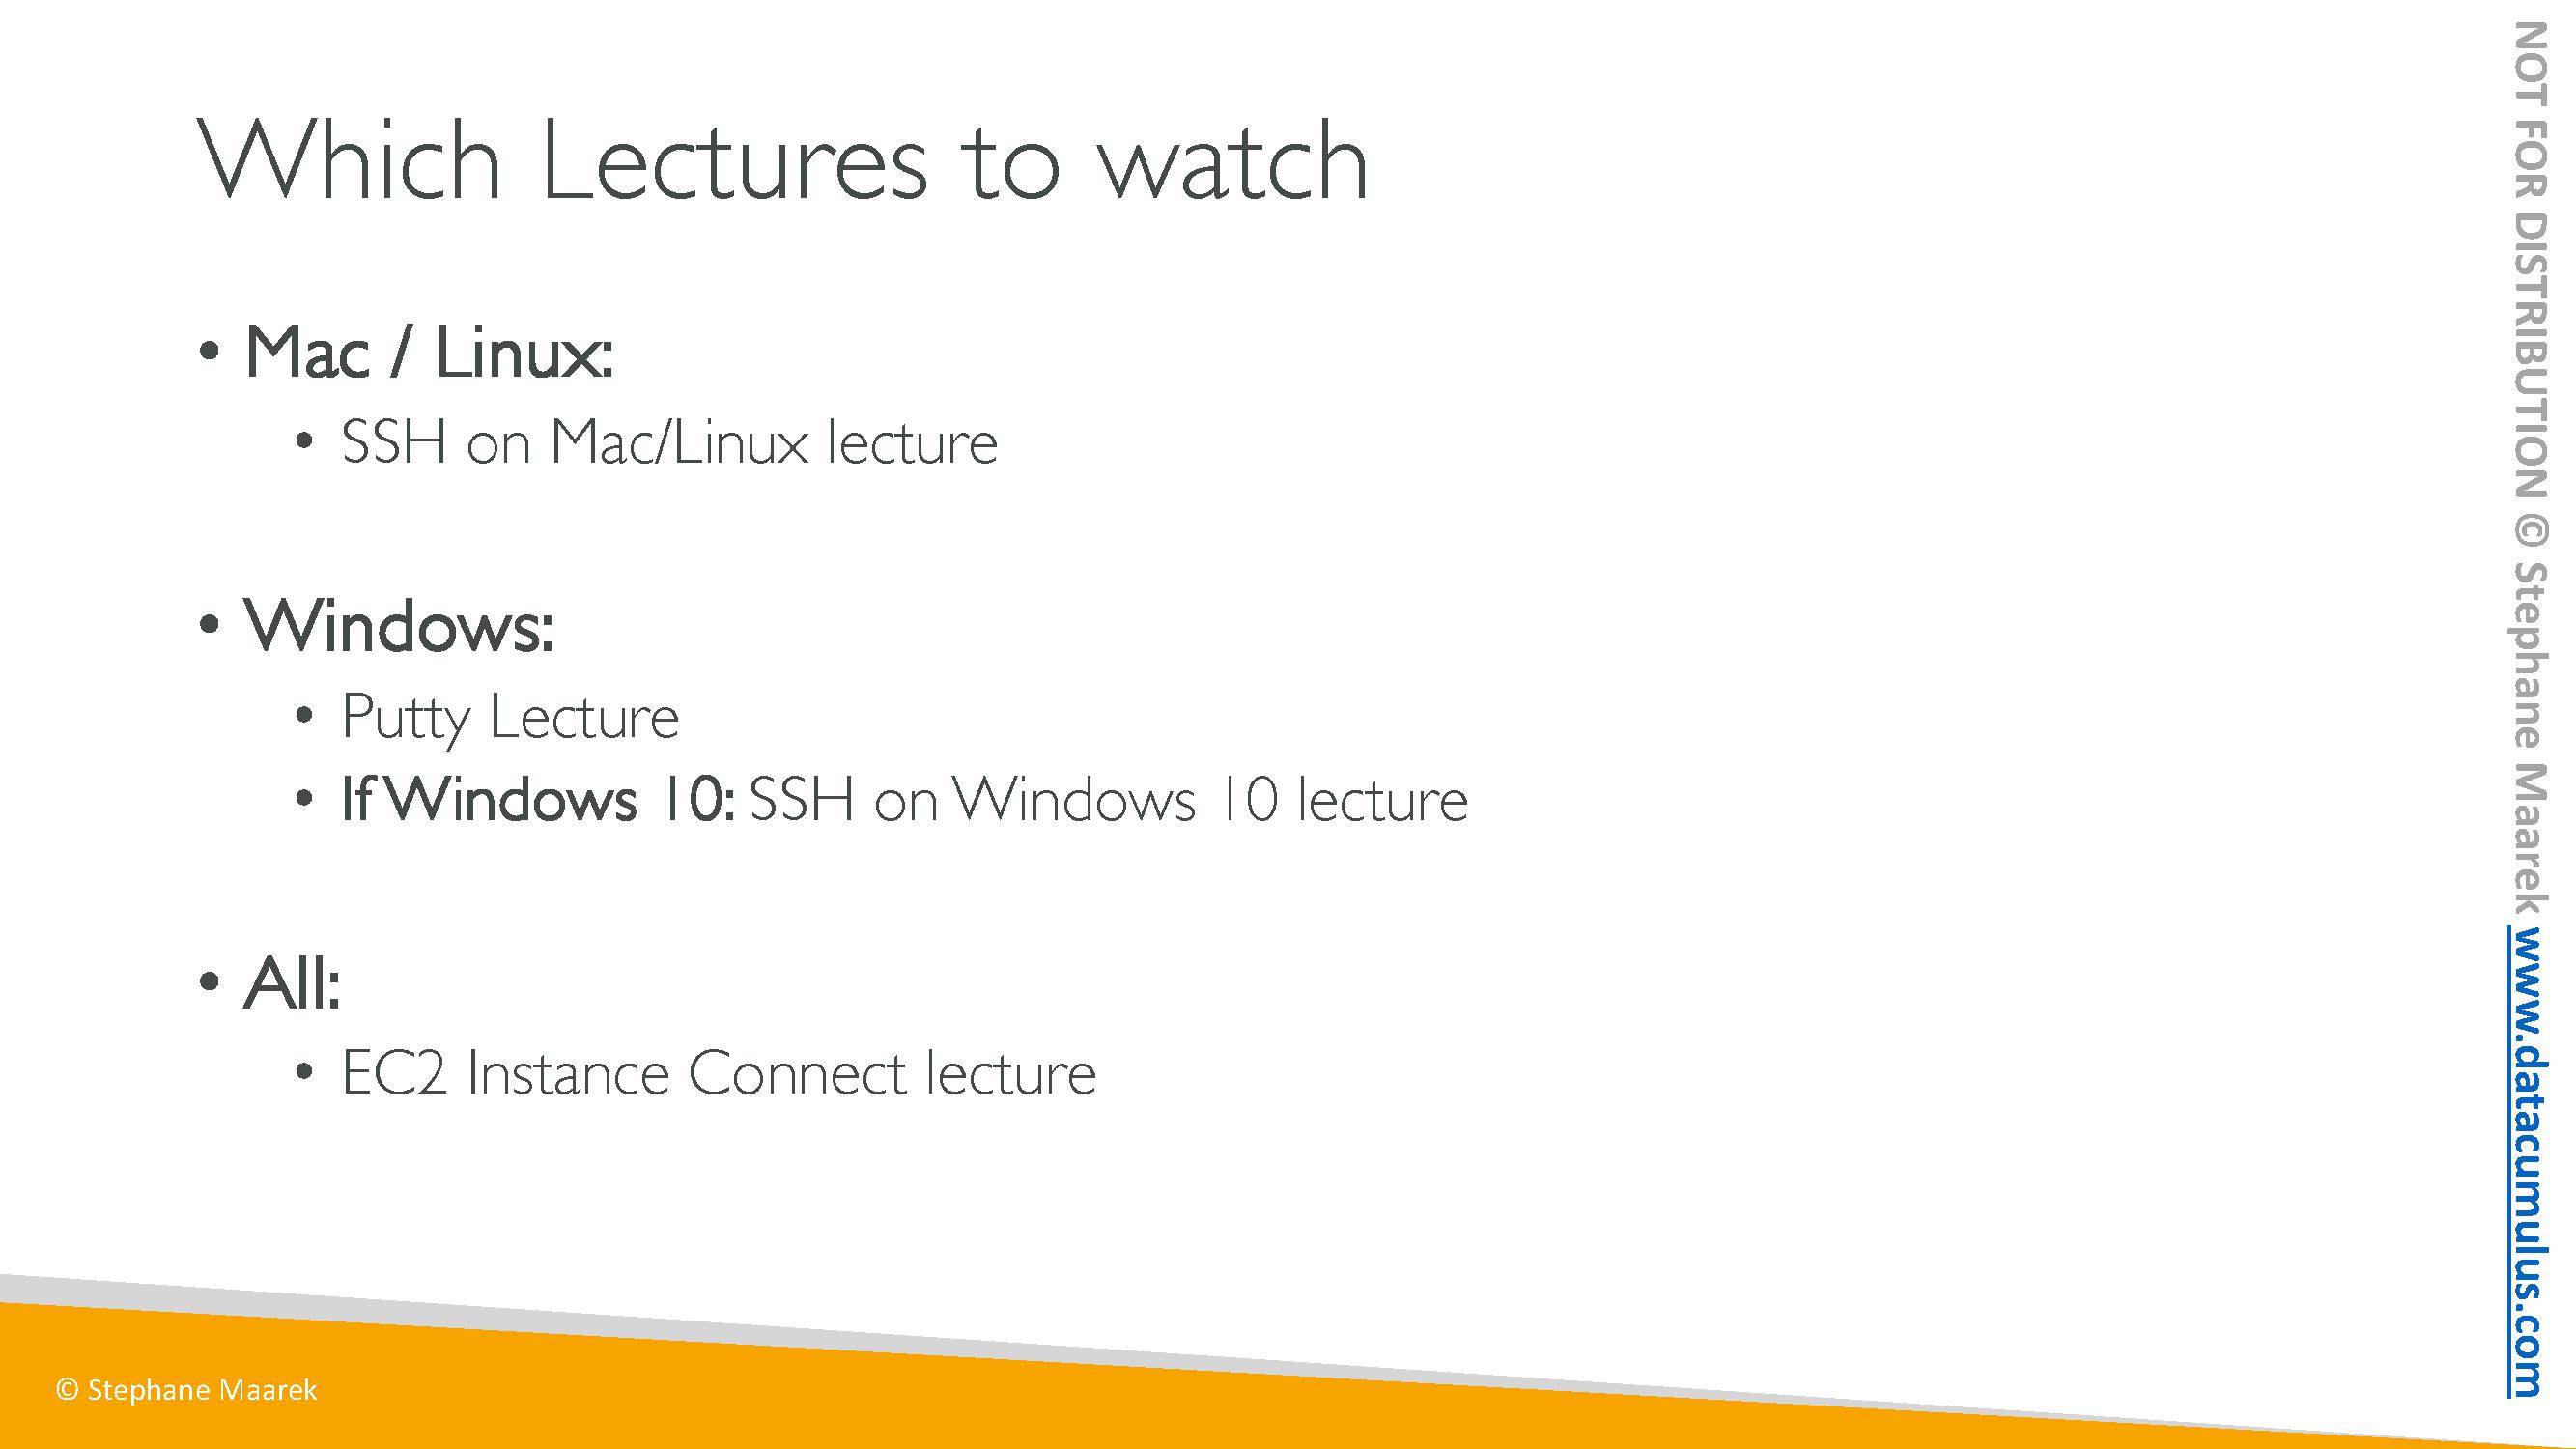 Which Lectures to watch
• Mac / Linux:
• SSH on Mac/Linux lecture
• Windows:
• Putty Lecture
• If Windows 10: SSH on Windows 10 lecture
• All:
• EC2 Instance Connect lecture
© Stephane Maarek
NOT FOR DISTRIBUTION © Stephane Maarek www.datacumulus.com